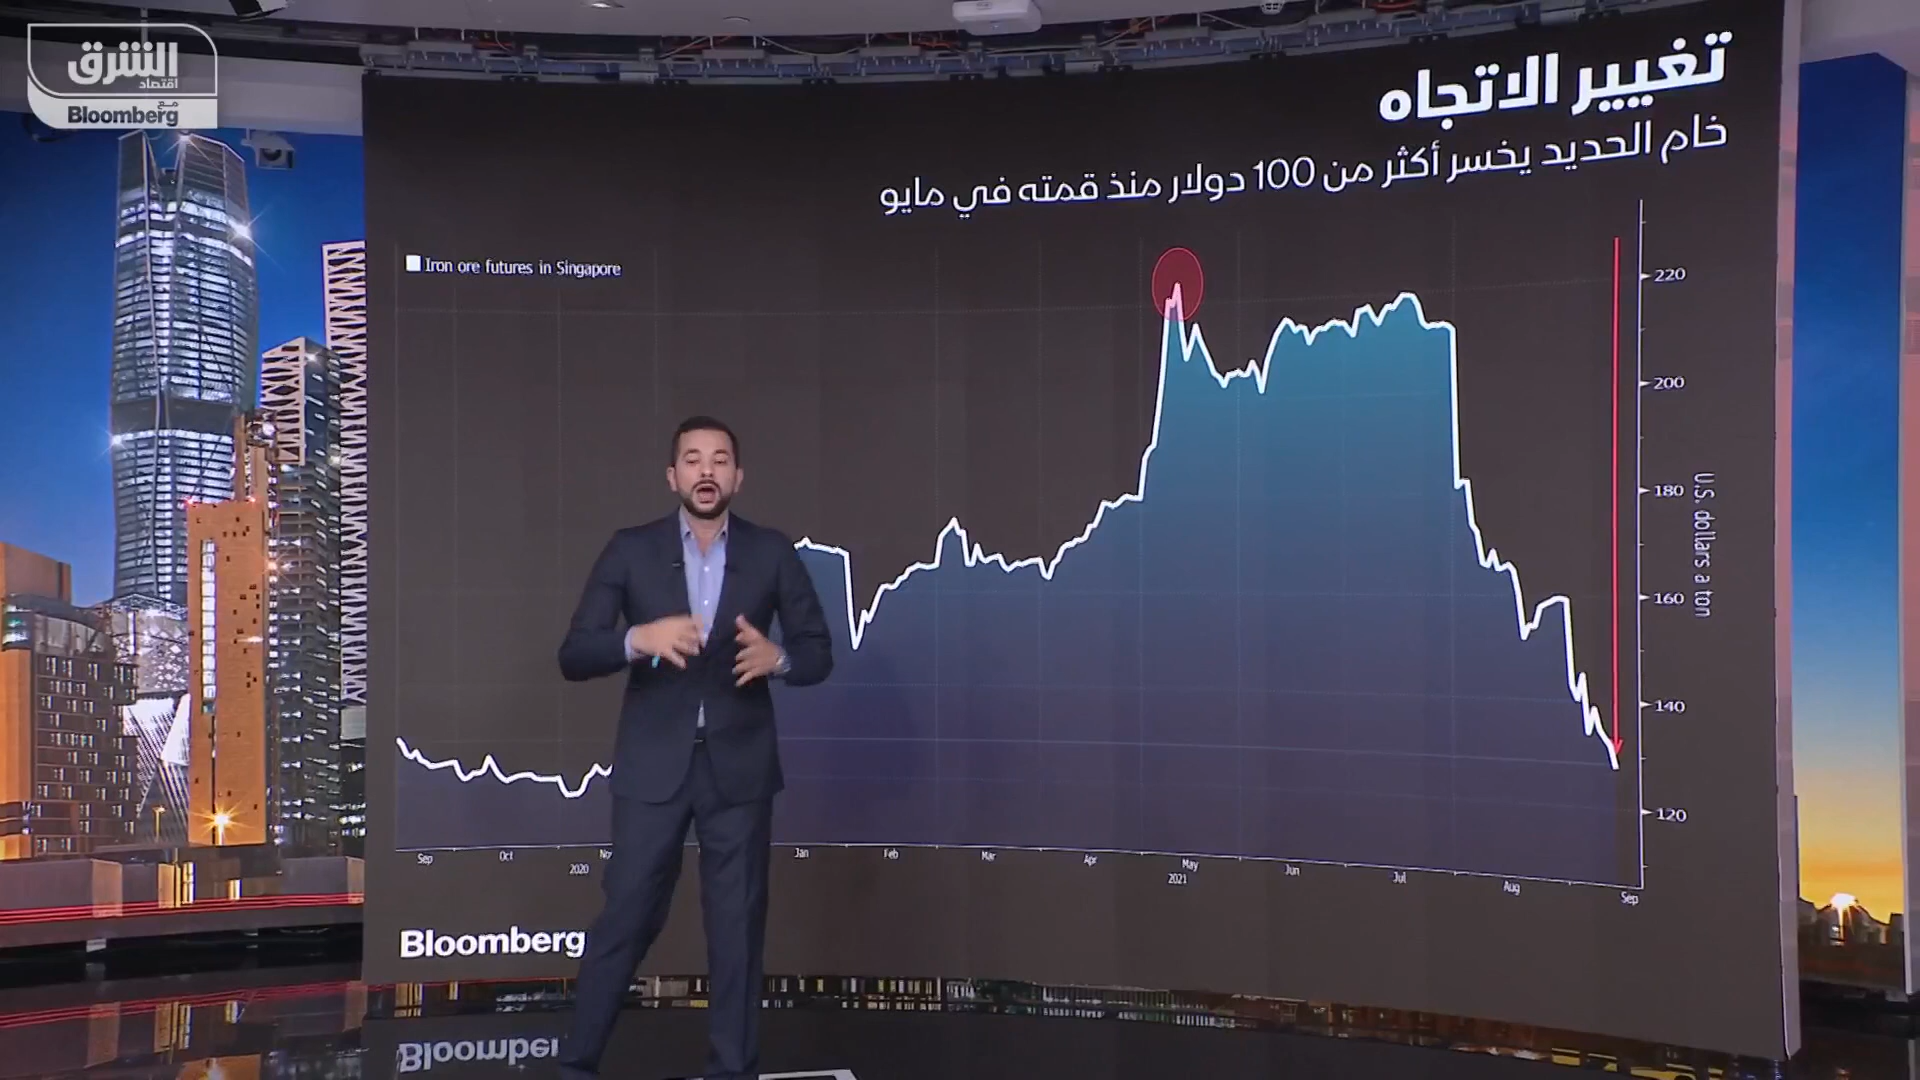 الشرق
اقتصاد
مع
Bloomberg
تغيير الاتجاه
خام الحديد يخسر أكثر من 100 دولار منذ قمته في مايو
Iron ore futures in Singapore
220
200
180
160
140
120
U.S. dollars a ton
Sep Oct No Jan Feb Mar Apr May Jun Jul Aug Sep
2020 2021
Bloomberg